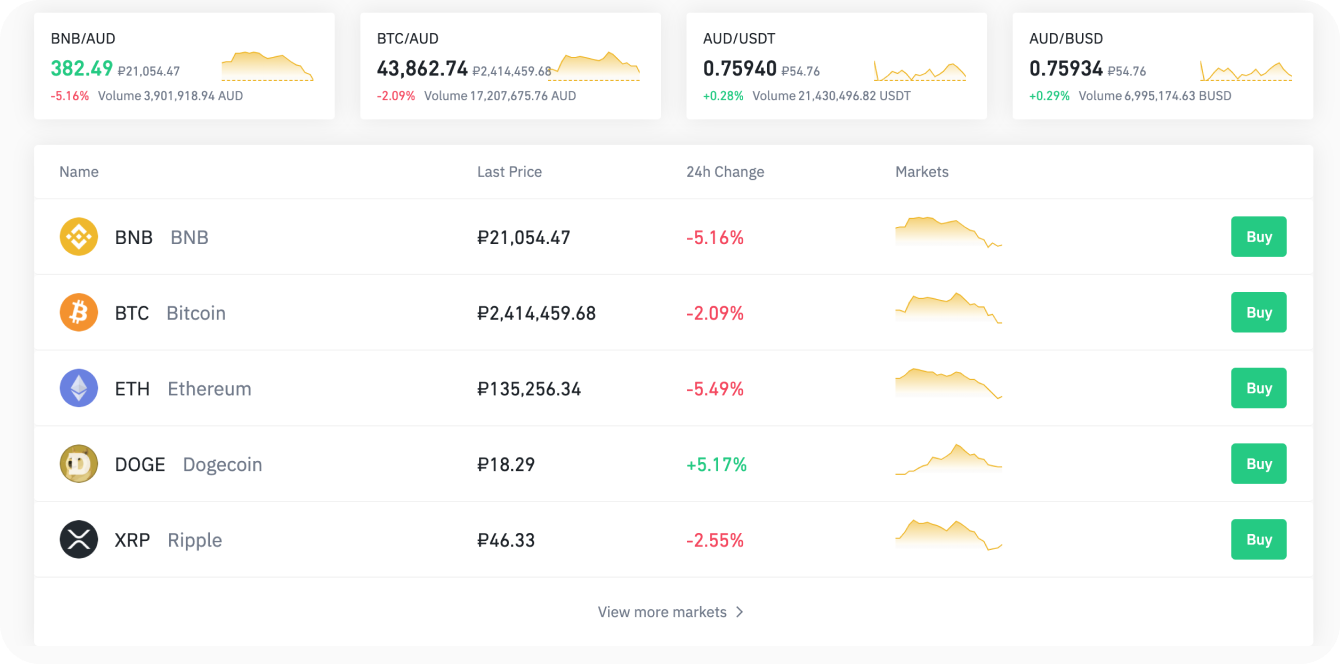 BNB/AUD
382.49 ₽21,054.47
-5.16% Volume 3,901,918.94 AUD
BTC/AUD
43,862.74 ₽2,414,459.68
-2.09% Volume 17,207,675.76 AUD
AUD/USDT
0.75940 ₽54.76
+0.28% Volume 21,430,496.82 USDT
AUD/BUSD
0.75934 ₽54.76
+0.29% Volume 6,995,174.63 BUSD
Name Last Price 24h Change Markets
BNB BNB ₽21,054.47 -5.16% Buy
BTC Bitcoin ₽2,414,459.68 -2.09% Buy
ETH Ethereum ₽135,256.34 -5.49% Buy
DOGE Dogecoin ₽18.29 +5.17% Buy
XRP Ripple ₽46.33 -2.55% Buy
View more markets